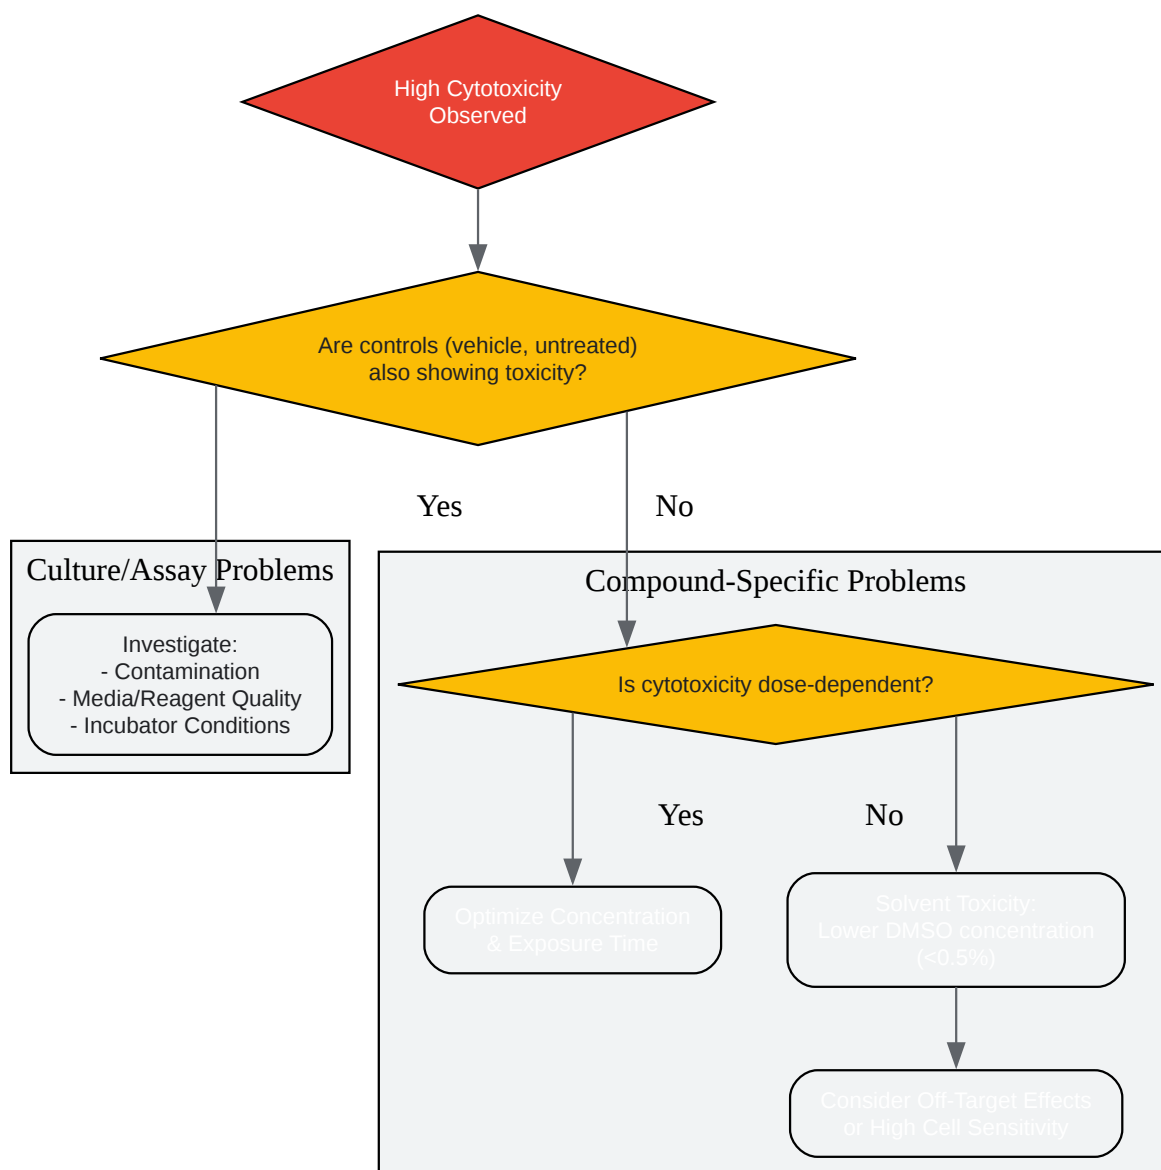 High Cytotoxicity
Observed
Are controls (vehicle, untreated)
also showing toxicity?
Yes
No
Culture/Assay Problems
Investigate:
- Contamination
- Media/Reagent Quality
- Incubator Conditions
Compound-Specific Problems
Is cytotoxicity dose-dependent?
Yes
No
Optimize Concentration
& Exposure Time
Solvent Toxicity:
Lower DMSO concentration
(<0.5%)
Consider Off-Target Effects
or High Cell Sensitivity